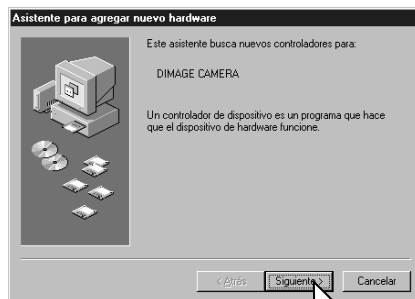 Asistente para agregar nuevo hardware
Este asistente busca nuevos controladores para:
DIMAGE CAMERA
Un controlador de dispositivo es un programa que hace
que el dispositivo de hardware funcione.
< Atrás
Siguiente >
Cancelar